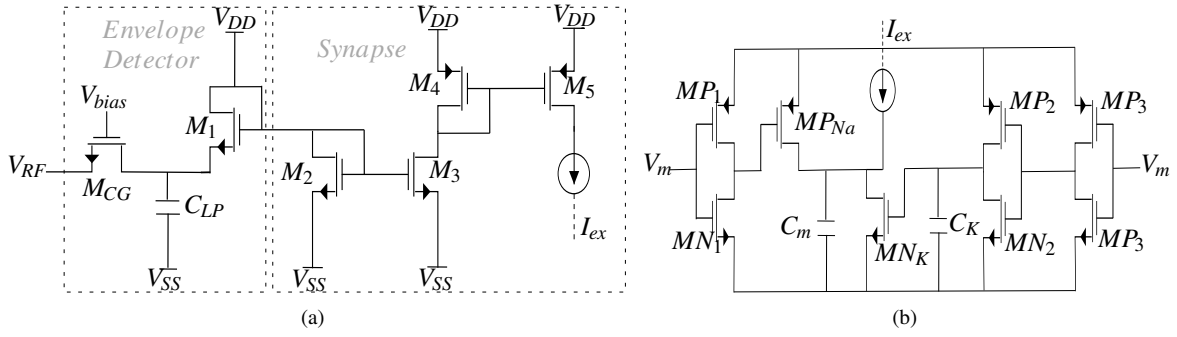 Envelope
Detector
V_DD
Synapse
V_DD
V_DD
V_bias
M_4
M_5
M_1
V_RF
M_CG
C_LP
M_2
M_3
V_SS
V_SS
V_SS
I_ex
(a)
I_ex
MP_1
MP_Na
MP_2
MP_3
V_m
V_m
MN_1
C_m
MN_K
C_K
MN_2
MP_3
(b)